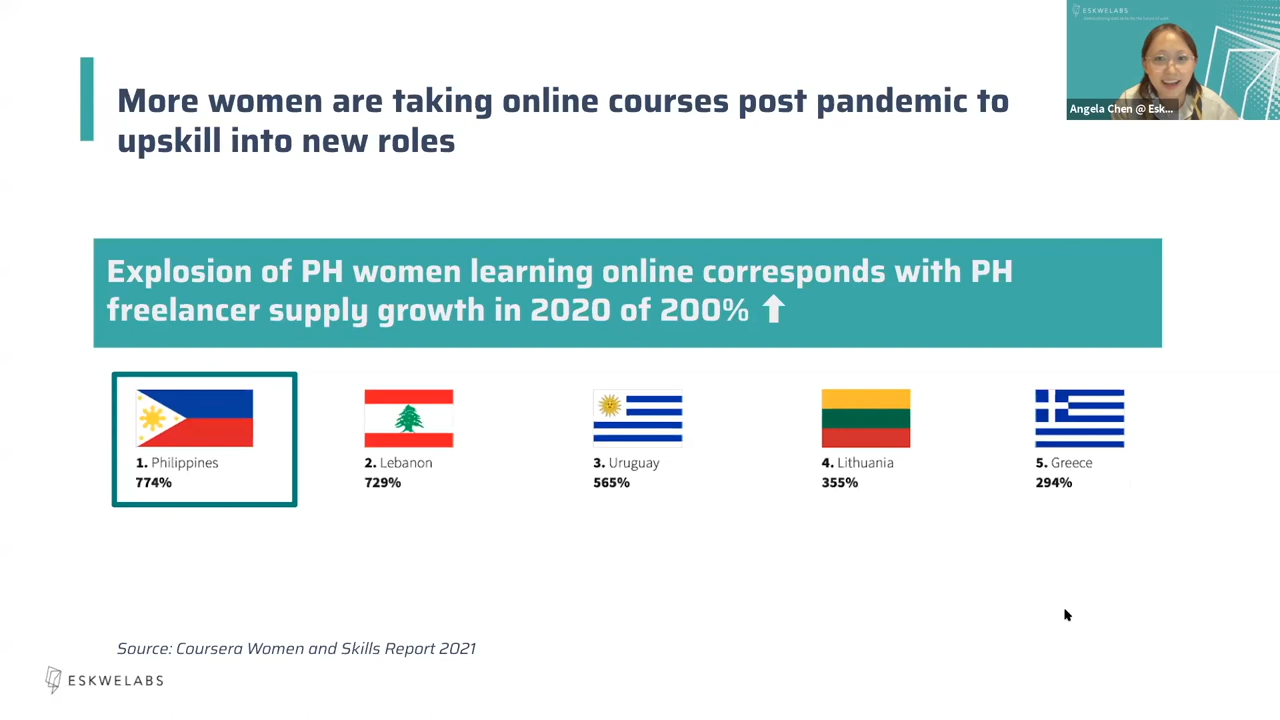 More women are taking online courses post pandemic to
upskill into new roles
ESKWELABS
Angela Chen @ Esk...
Explosion of PH women learning online corresponds with PH
freelancer supply growth in 2020 of 200%
1. Philippines
774%
2. Lebanon
729%
3. Uruguay
565%
4. Lithuania
355%
5. Greece
294%
Source: Coursera Women and Skills Report 2021
ESKWELABS